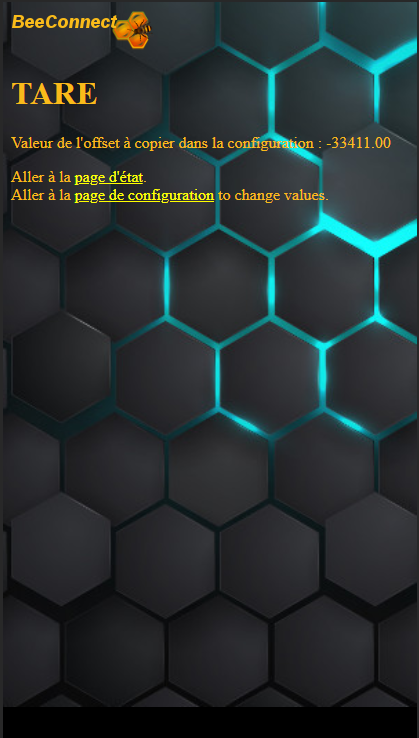 BeeConnect
TARE
Valeur de l'offset à copier dans la configuration : -33411.00
Aller à la page d'état.
Aller à la page de configuration to change values.